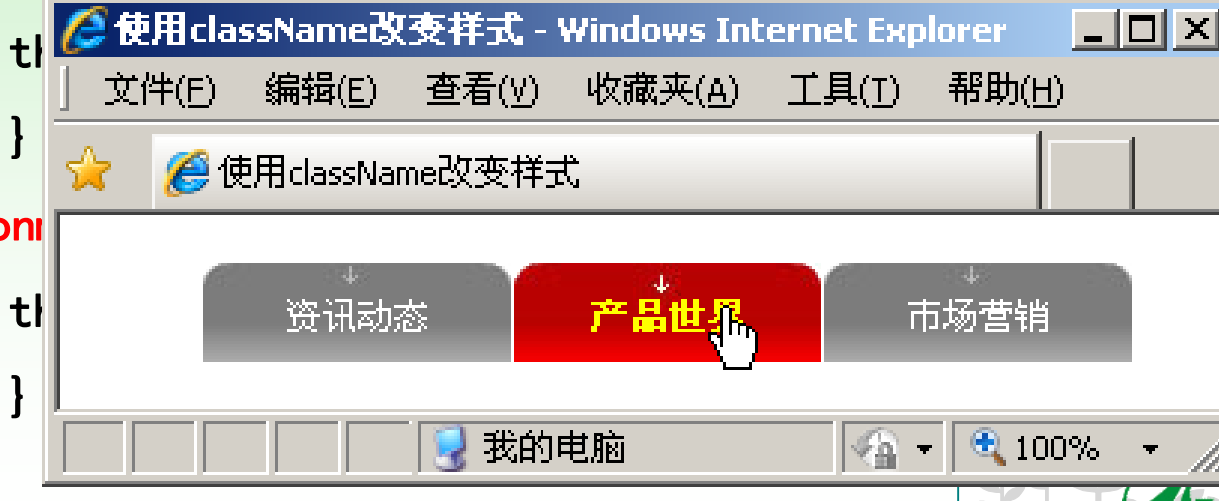 使用className改变样式 - Windows Internet Explorer
th
文件(F) 编辑(E) 查看(V) 收藏夹(A) 工具(T) 帮助(H)
}
使用className改变样式
th
资讯动态 产品世界 市场营销
}
我的电脑 100%